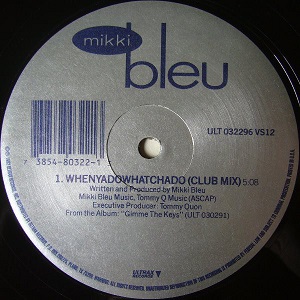 mikki
bleu
ULT 032296 VS12
7 3854-80322-1
1. WHENYADOWHATCHADO (CLUB MIX) 5:08
Written and Produced by Mikki Bleu
Mikki Bleu Music, Tommy Q Music (ASCAP)
Executive Producer: Tommy Quon
From the Album: "Gimme The Keys" (ULT 030291)
ULTRAX
RECORDS